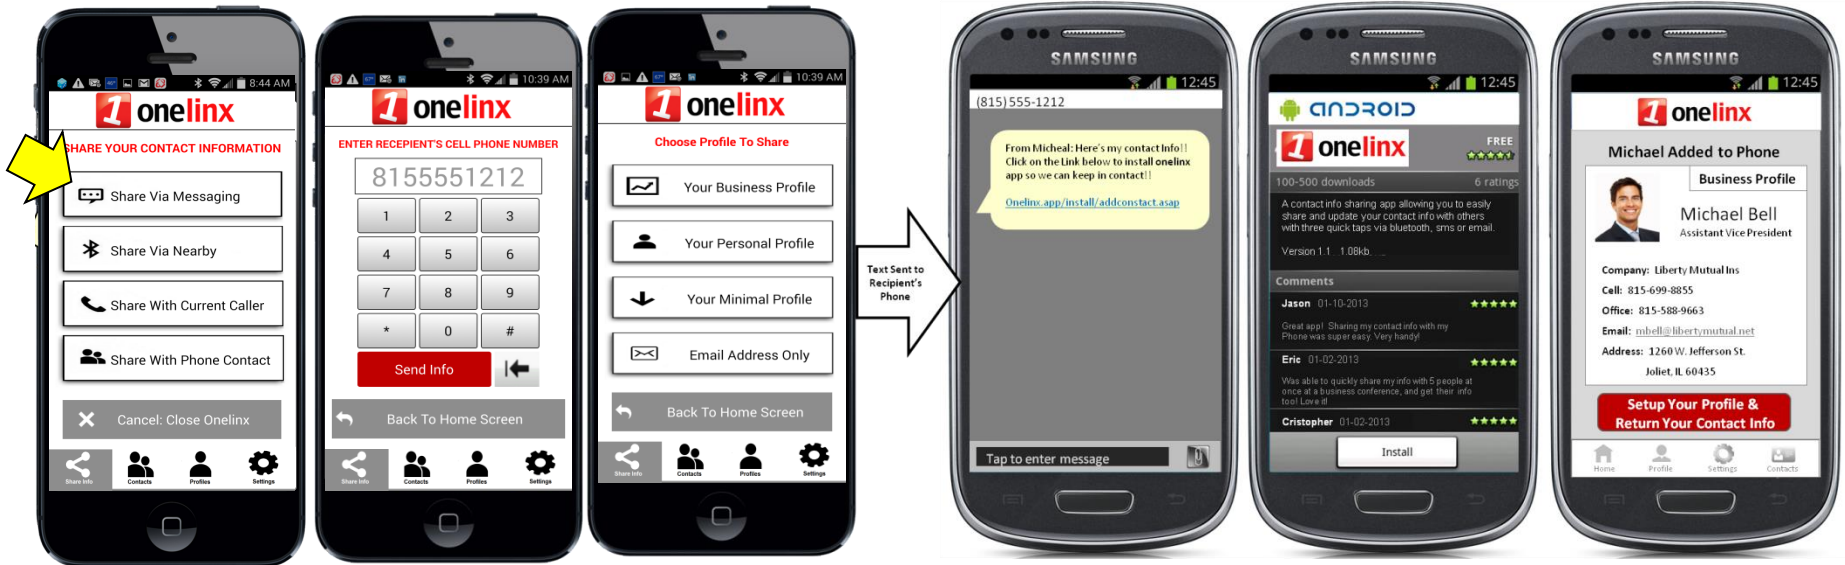 8:44 AM
1 onelinx
SHARE YOUR CONTACT INFORMATION
Share Via Messaging
Share Via Nearby
Share With Current Caller
Share With Phone Contact
Cancel: Close Onelinx
Share Info Contacts Profiles Settings
10:39 AM
1 onelinx
ENTER RECEPIENT'S CELL PHONE NUMBER
8155551212
1 2 3
4 5 6
7 8 9
* 0 #
Send Info
Back To Home Screen
Share Info Contacts Profiles Settings
10:39 AM
1 onelinx
Choose Profile To Share
Your Business Profile
Your Personal Profile
Your Minimal Profile
Email Address Only
Back To Home Screen
Share Info Contacts Profiles Settings
Text Sent to
Recipient's
Phone
SAMSUNG
12:45
(815) 555-1212
From Micheal: Here's my contact Info!!
Click on the Link below to install onelinx
app so we can keep in contact!!
Onelinx.app/install/addconstact.asap
Tap to enter message
SAMSUNG
12:45
ANDROID
1 onelinx
FREE
100-500 downloads 6 ratings
A contact info sharing app allowing you to easily
share and update your contact info with others
with three quick taps via bluetooth, sms or email.
Version 1.1 1.08kb
Comments
Jason 01-10-2013
Great app! Sharing my contact info with my
Phone was super easy. Very handy!
Eric 01-02-2013
Was able to quickly share my info with 5 people at
once at a business conference, and get their info
too! Love it!
Cristopher 01-02-2013
Install
SAMSUNG
12:45
1 onelinx
Michael Added to Phone
Business Profile
Michael Bell
Assistant Vice President
Company: Liberty Mutual Ins
Cell: 815-699-8855
Office: 815-588-9663
Email: mbell@libertymutual.net
Address: 1260 W. Jefferson St.
Joliet, IL 60435
Setup Your Profile &
Return Your Contact Info
Home Profile Settings Contacts